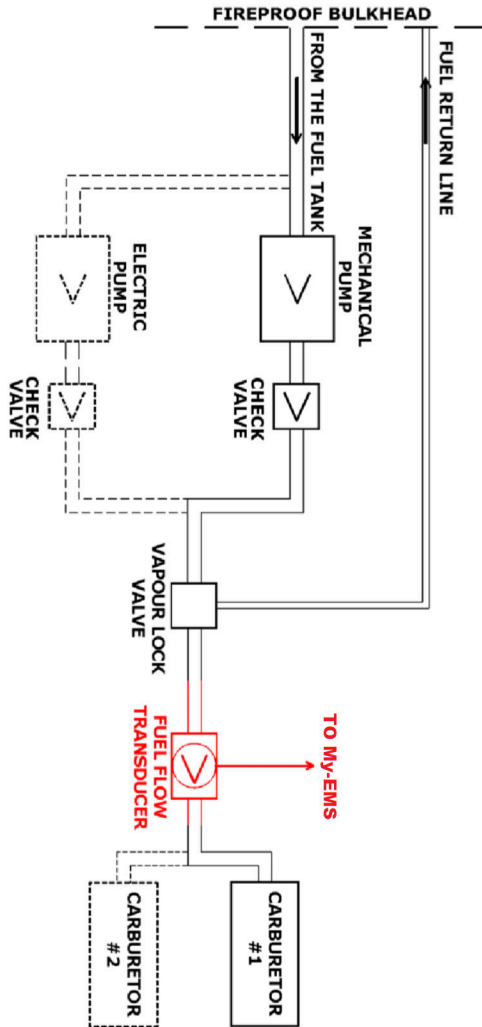 FIREPROOF BULKHEAD
FROM THE FUEL TANK
FUEL RETURN LINE
ELECTRIC
PUMP
MECHANICAL
PUMP
CHECK
VALVE
CHECK
VALVE
VAPOUR LOCK
VALVE
FUEL FLOW
TRANSDUCER
TO My-EMS
CARBURETOR
#2
CARBURETOR
#1